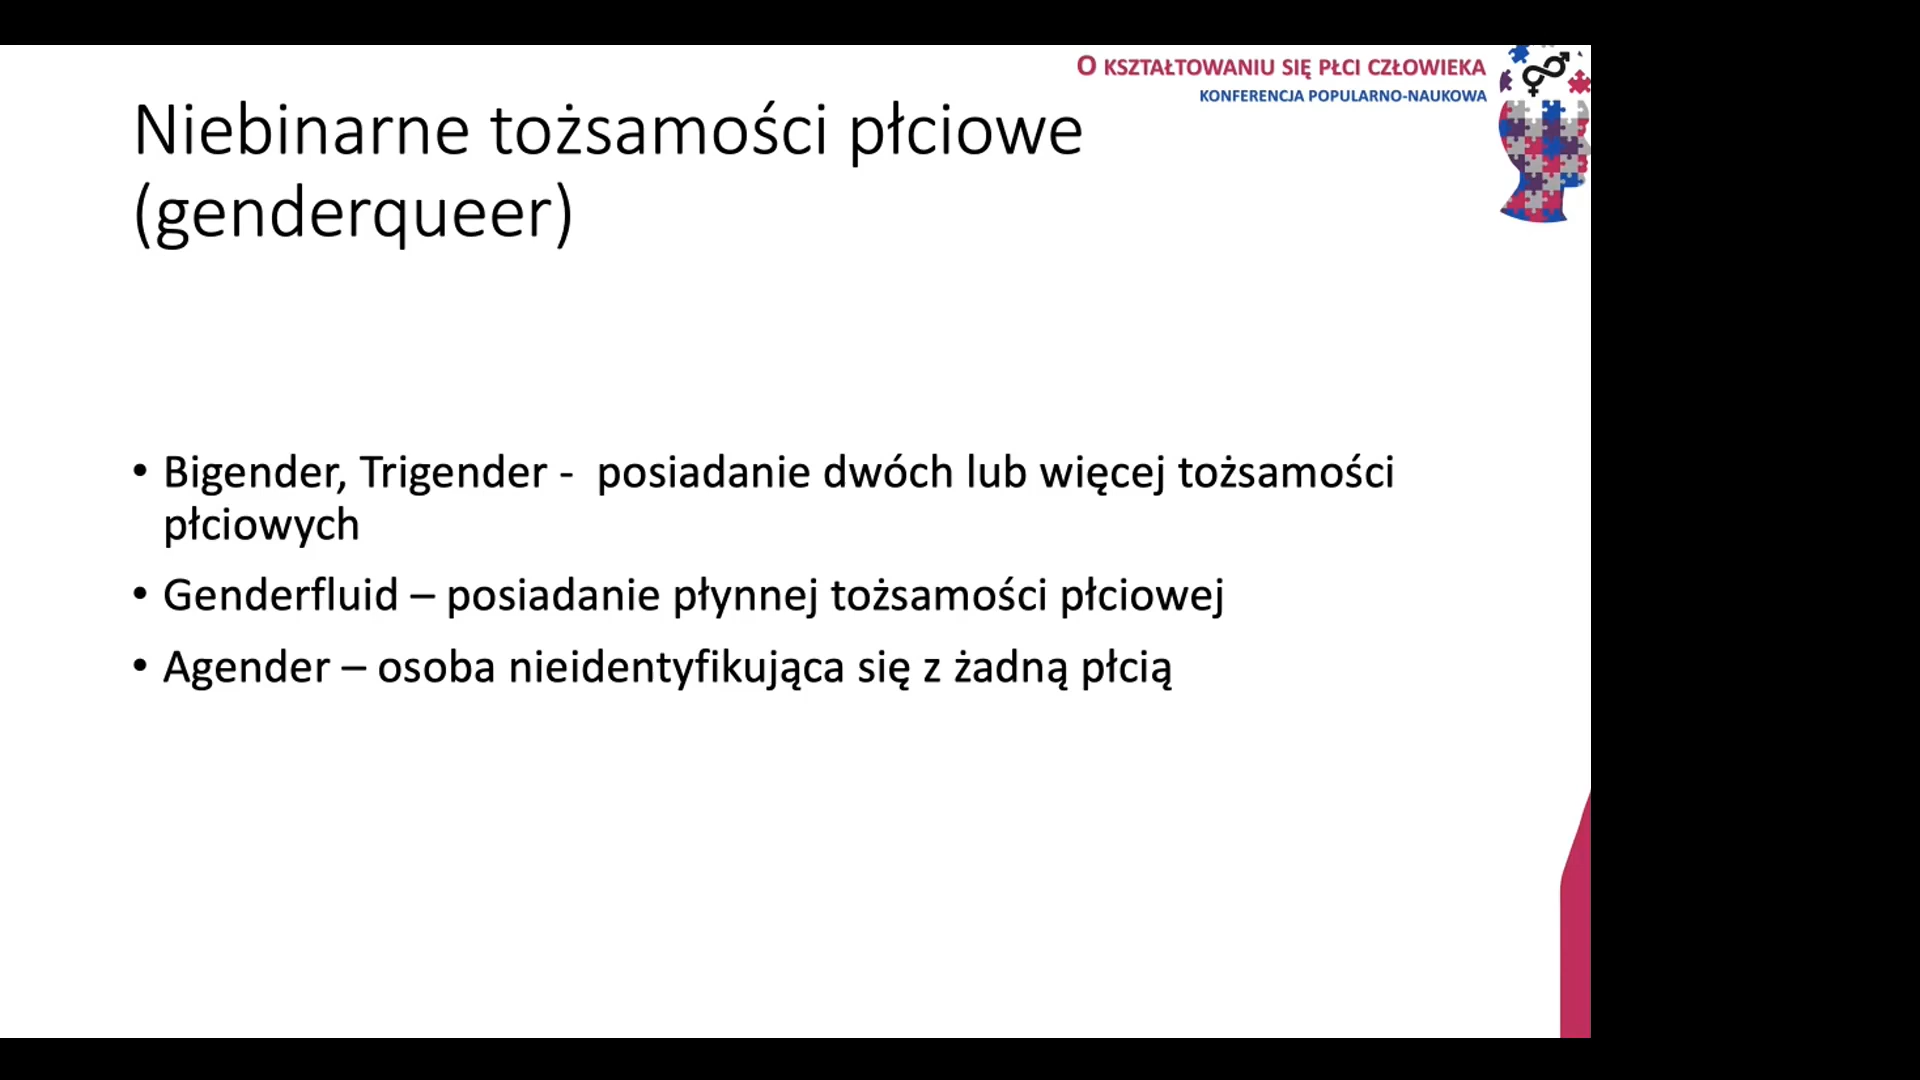 O KSZTAŁTOWANIU SIĘ PŁCI CZŁOWIEKA
KONFERENCJA POPULARNO-NAUKOWA
Niebinarne tożsamości płciowe
(genderqueer)
• Bigender, Trigender -  posiadanie dwóch lub więcej tożsamości
płciowych
• Genderfluid – posiadanie płynnej tożsamości płciowej
• Agender – osoba nieidentyfikująca się z żadną płcią